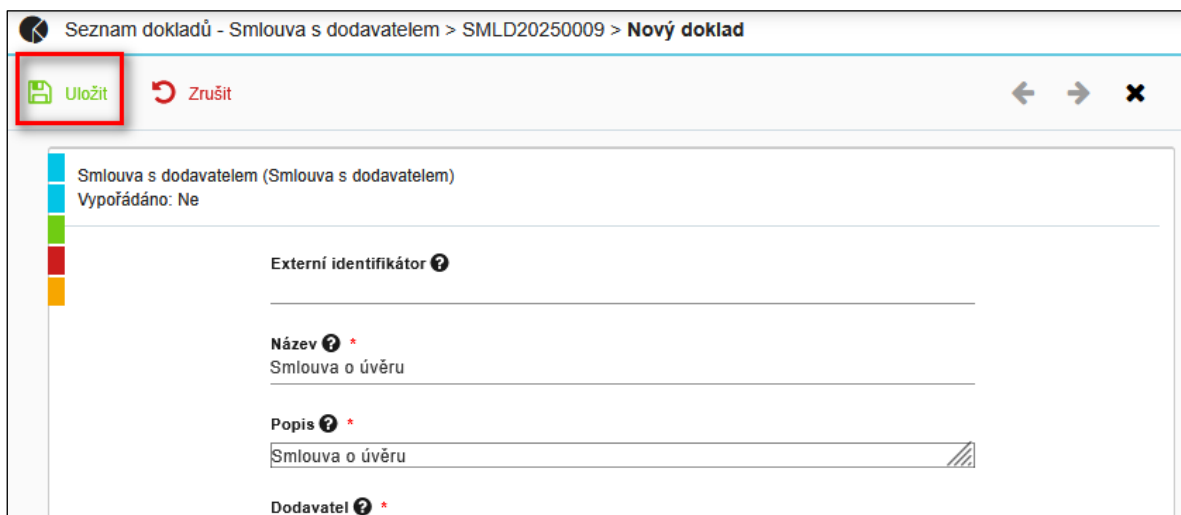 Seznam dokladů - Smlouva s dodavatelem > SMLD20250009 > Nový doklad
Uložit Zrušit
Smlouva s dodavatelem (Smlouva s dodavatelem)
Vypořádáno: Ne
Externí identifikátor ?
Název ? *
Smlouva o úvěru
Popis ? *
Smlouva o úvěru
Dodavatel ? *